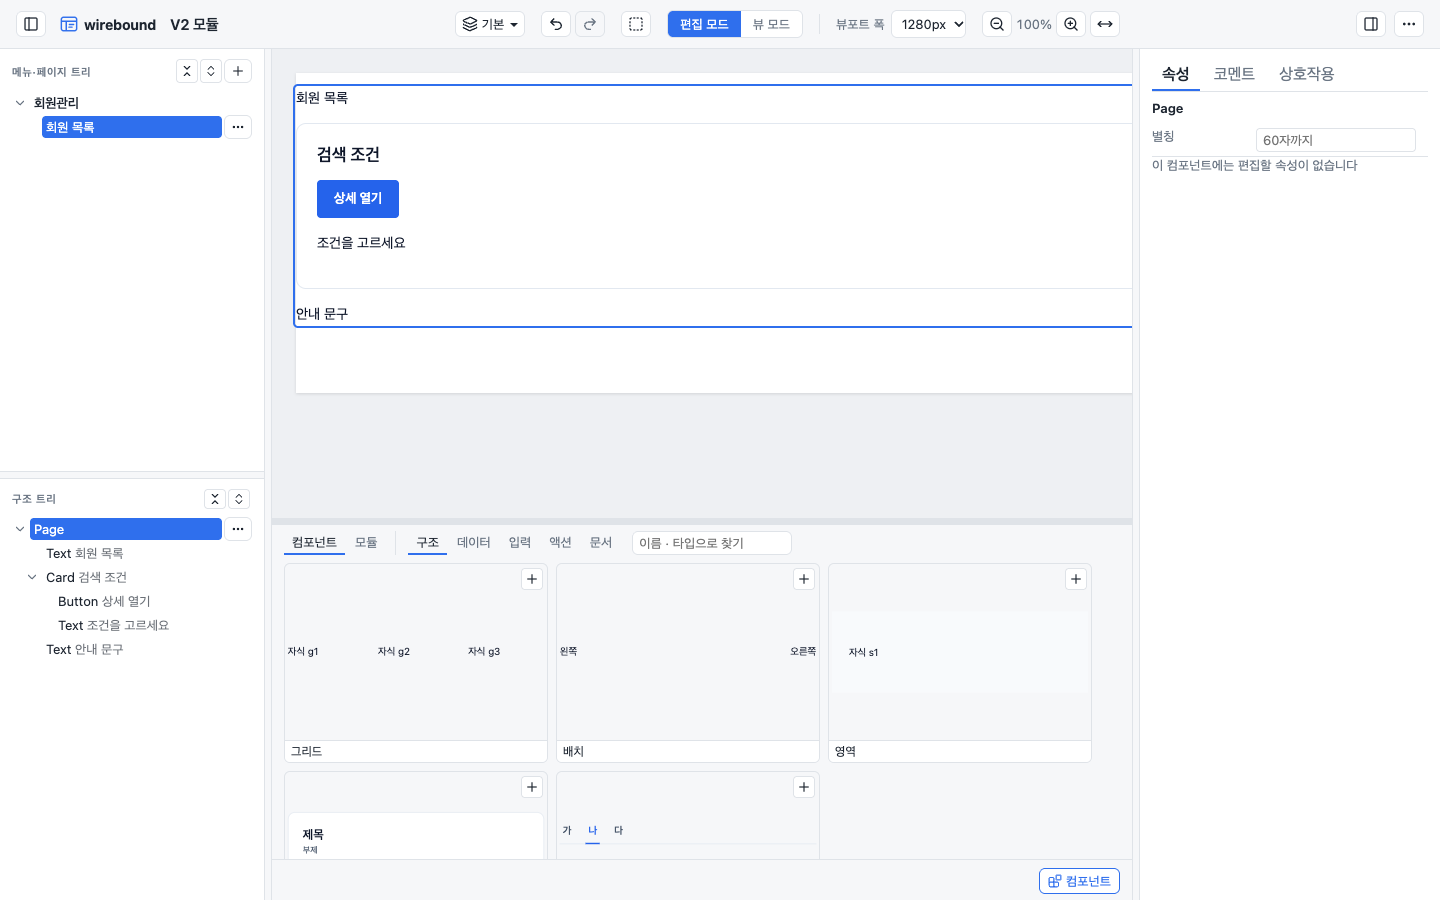 wirebound V2 모듈
기본
편집 모드 뷰 모드
뷰포트 폭 1280px
100%
메뉴·페이지 트리
회원관리
회원 목록
구조 트리
Page
Text 회원 목록
Card 검색 조건
Button 상세 열기
Text 조건을 고르세요
Text 안내 문구
회원 목록
검색 조건
상세 열기
조건을 고르세요
안내 문구
컴포넌트 모듈 구조 데이터 입력 액션 문서 이름 · 타입으로 찾기
자식 g1 자식 g2 자식 g3
그리드
왼쪽 오른쪽
배치
자식 s1
영역
제목
부제
가 나 다
컴포넌트
속성 코멘트 상호작용
Page
별칭 60자까지
이 컴포넌트에는 편집할 속성이 없습니다